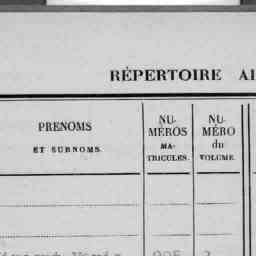 RÉPERTOIRE
PRENOMS
ET SURNOMS.
NU-
MÉROS
MA-
TRICULES.
NU-
MÉRO
du
VOLUME.